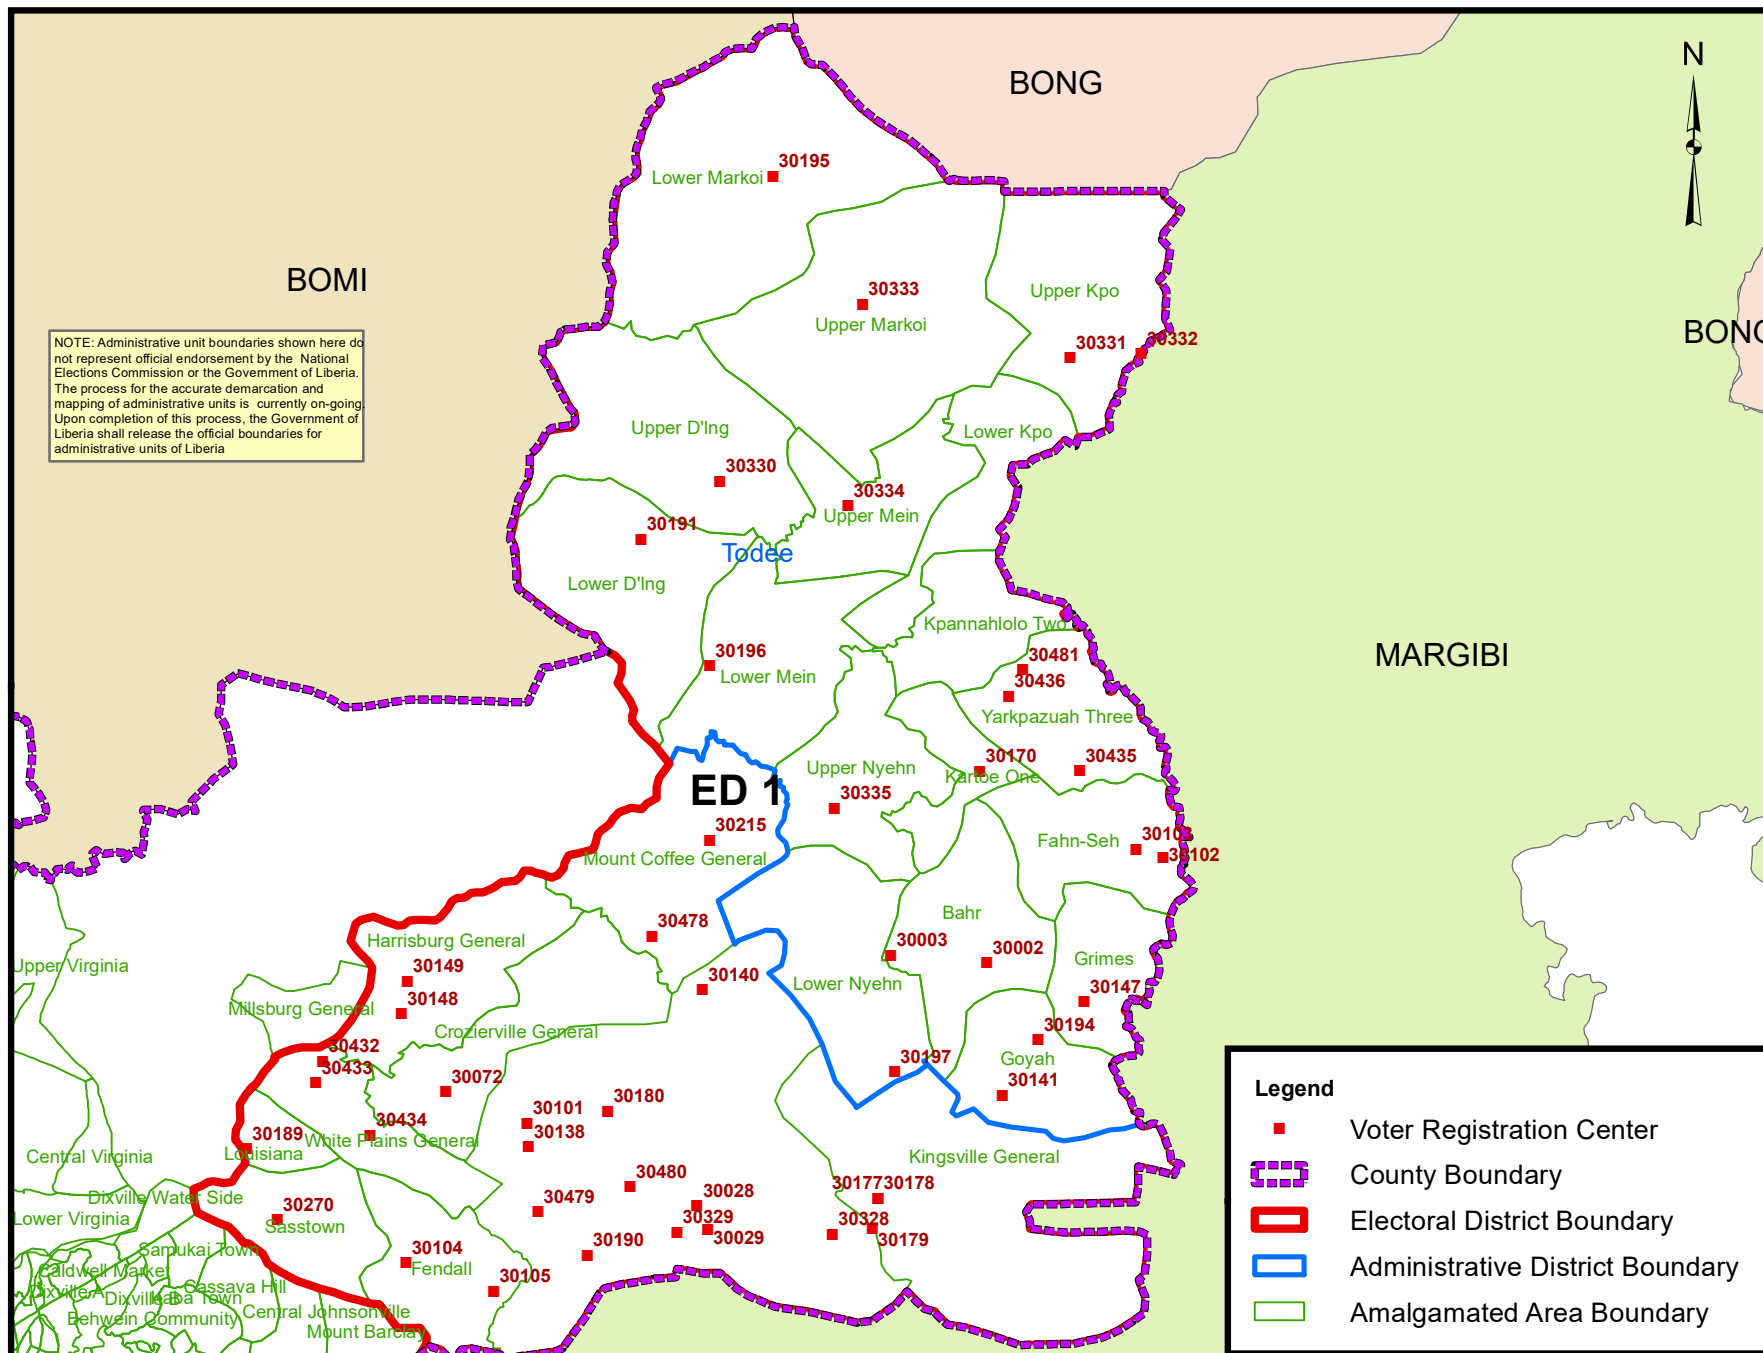 BONG
N
30195
Lower Markoi
BOMI
30333
Upper Kpo
Upper Markoi
BONG
30331
30332
NOTE: Administrative unit boundaries shown here do
not represent official endorsement by the National
Elections Commission or the Government of Liberia.
The process for the accurate demarcation and
mapping of administrative units is currently on-going.
Upon completion of this process, the Government of
Liberia shall release the official boundaries for
administrative units of Liberia
Upper D'Ing
Lower Kpo
30330
30334
Upper Mein
30191
Todee
Lower D'Ing
Kpannahlolo Two
30196
30481
Lower Mein
30436
MARGIBI
Yarkpazuah Three
30170
30435
Upper Nyehn
Kartoe One
ED 1
30335
30215
Fahn-Seh
30103
30102
Mount Coffee General
Bahr
30478
Harrisburg General
30003
30002
Grimes
Upper Virginia
30149
30140
Lower Nyehn
30147
Millsburg General
30148
Crozierville General
30194
30432
30197
Goyah
30433
30072
30141
30101
30180
30434
30138
30189
White Plains General
Louisiana
Central Virginia
Kingsville General
30480
30177
30178
Dixville Water Side
30479
30028
Lower Virginia
30270
Sasstown
30329
30029
30328
30179
Samukai Town
30190
30104
Fendall
Caldwell Market
30105
Cassava Hill
Dixville A
Dixville B
Kaba Town
Central Johnsonville
Behwein Community
Mount Barclay
Legend
Voter Registration Center
County Boundary
Electoral District Boundary
Administrative District Boundary
Amalgamated Area Boundary